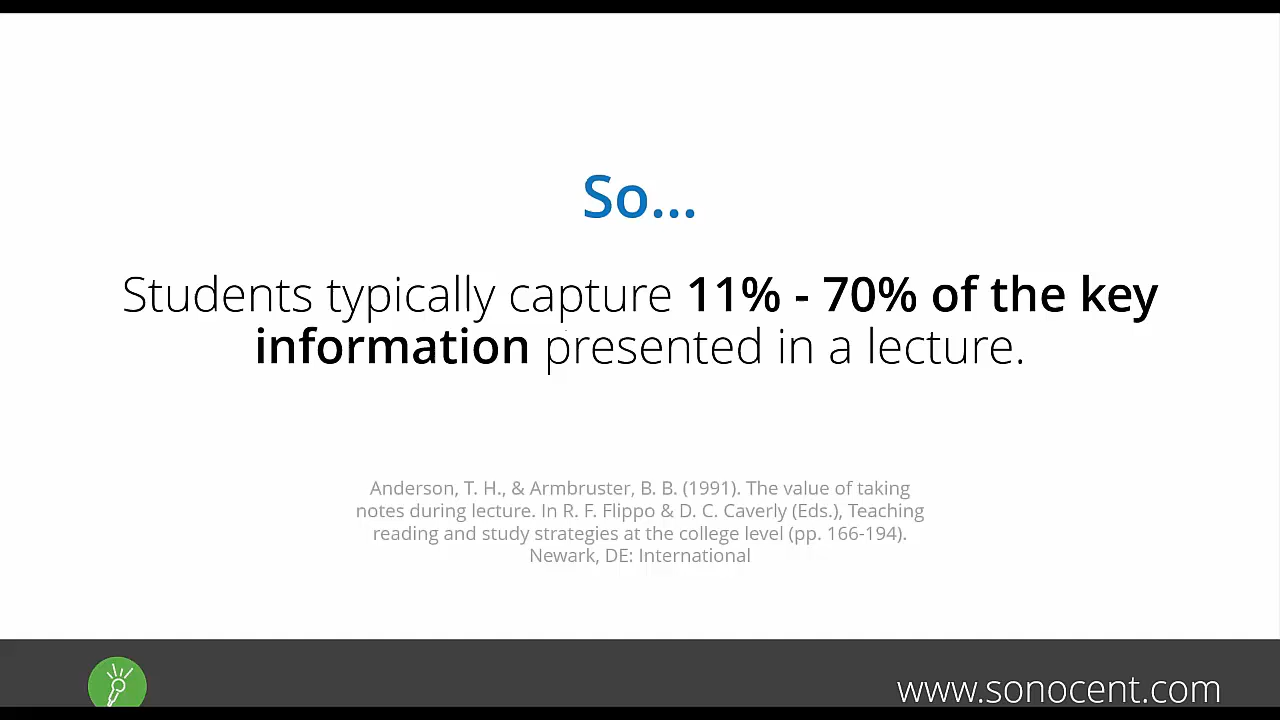 So...
Students typically capture 11% - 70% of the key
information presented in a lecture.
Anderson, T. H., & Armbruster, B. B. (1991). The value of taking
notes during lecture. In R. F. Flippo & D. C. Caverly (Eds.), Teaching
reading and study strategies at the college level (pp. 166-194).
Newark, DE: International
www.sonocent.com